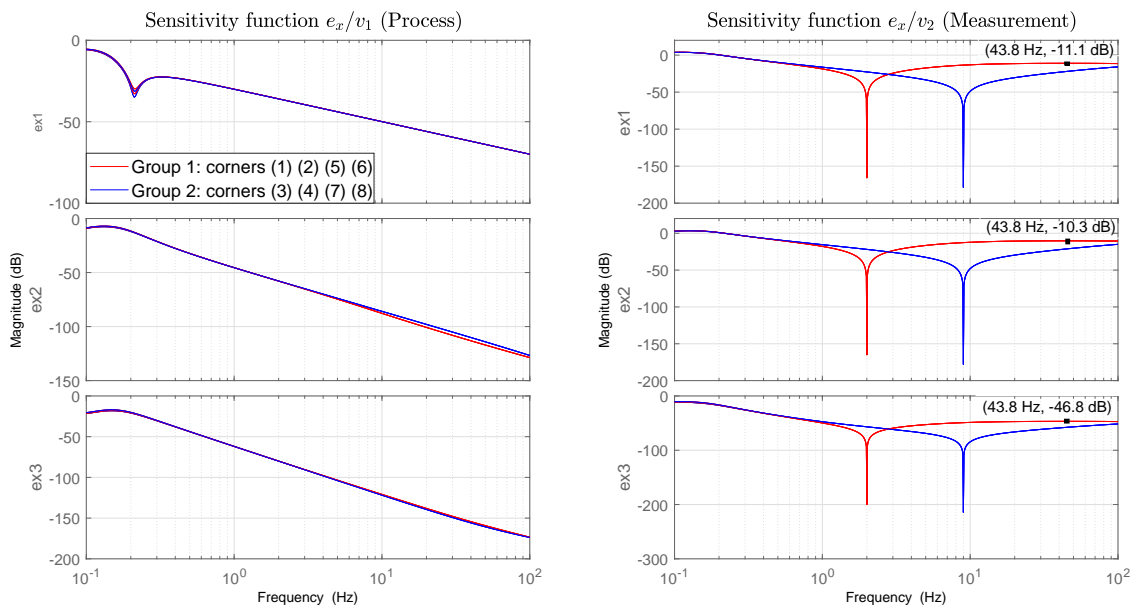 Sensitivity function e_x/v_1 (Process)
0
-50
-100
ex1
Group 1: corners (1) (2) (5) (6)
Group 2: corners (3) (4) (7) (8)
0
-50
-100
-150
ex2
Magnitude (dB)
0
-50
-100
-150
-200
ex3
10^-1
10^0
10^1
10^2
Frequency (Hz)
Sensitivity function e_x/v_2 (Measurement)
(43.8 Hz, -11.1 dB)
0
-50
-100
-150
-200
ex1
(43.8 Hz, -10.3 dB)
0
-50
-100
-150
-200
ex2
Magnitude (dB)
(43.8 Hz, -46.8 dB)
0
-100
-200
-300
ex3
10^-1
10^0
10^1
10^2
Frequency (Hz)